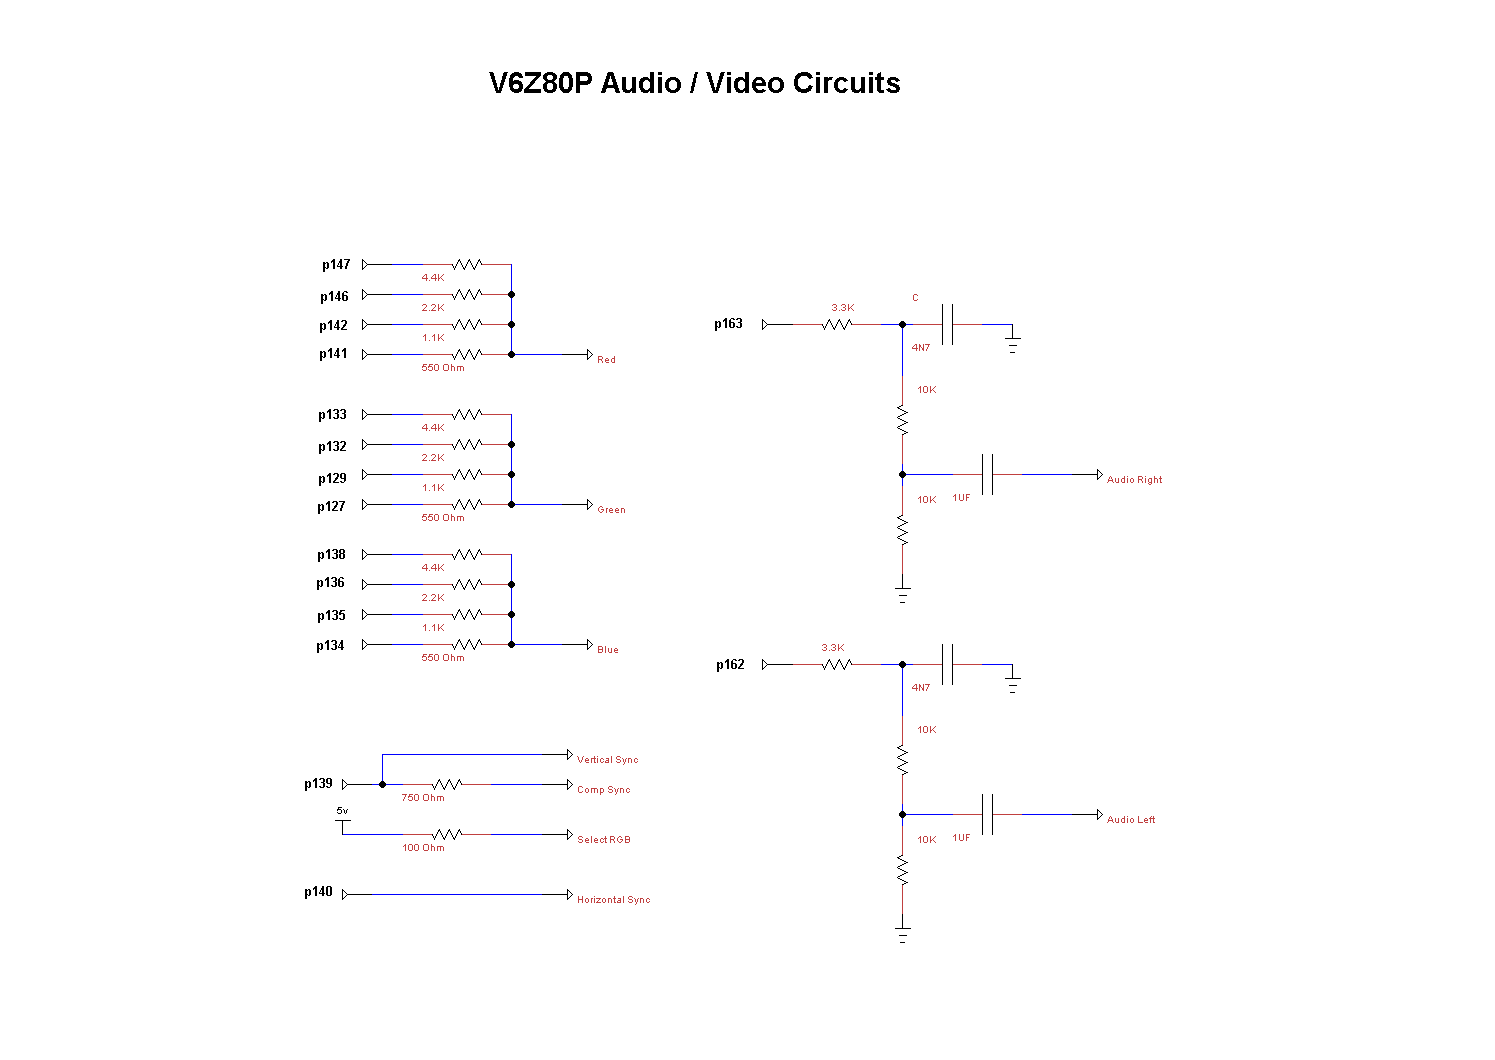 V6Z80P Audio / Video Circuits
p147
4.4K
p146
2.2K
p142
1.1K
p141
550 Ohm
Red
p133
4.4K
p132
2.2K
p129
1.1K
p127
550 Ohm
Green
p138
4.4K
p136
2.2K
p135
1.1K
p134
550 Ohm
Blue
Vertical Sync
p139
750 Ohm
Comp Sync
5v
100 Ohm
Select RGB
p140
Horizontal Sync
C
3.3K
p163
4N7
10K
10K
1UF
Audio Right
3.3K
p162
4N7
10K
10K
1UF
Audio Left